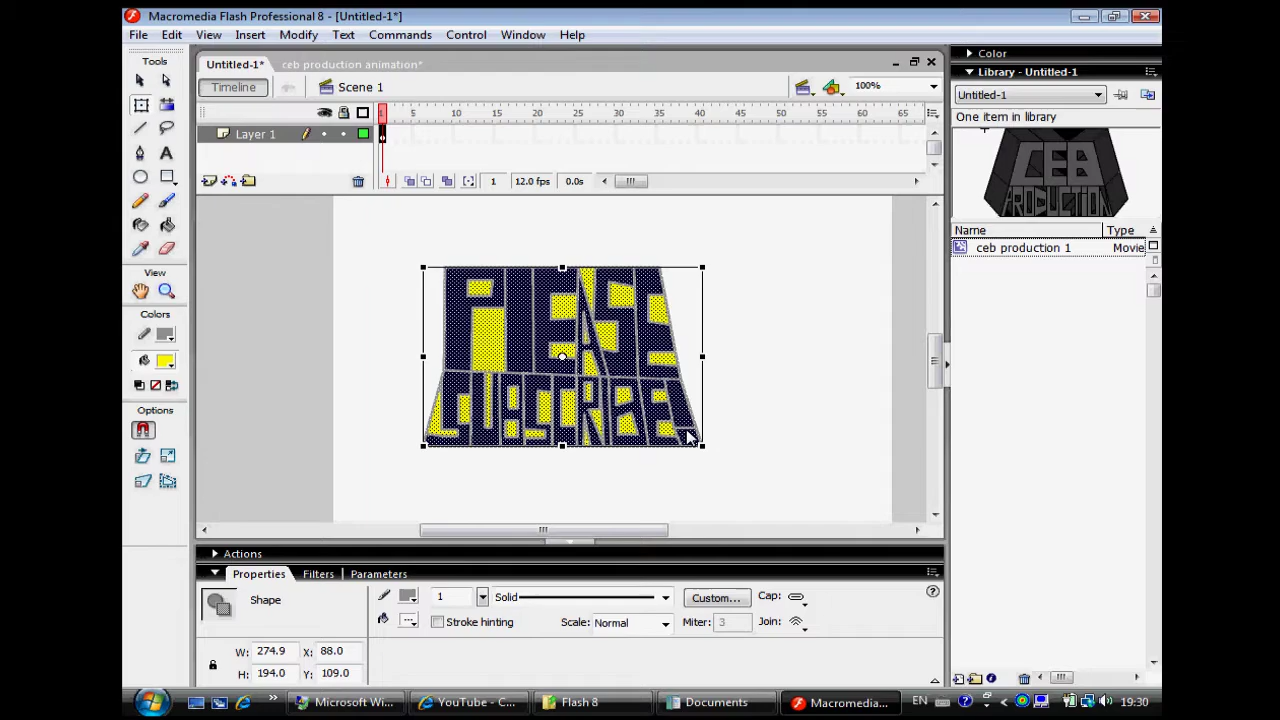 Macromedia Flash Professional 8 - [Untitled-1*]
File Edit View Insert Modify Text Commands Control Window Help
Tools
Untitled-1* ceb production animation*
Timeline Scene 1 100%
1 5 10 15 20 25 30 35 40 45 50 55 60 65
Layer 1
1 12.0 fps 0.0s
View
Colors
Options
PLEASE
SUBSCRIBE
Color
Library - Untitled-1
Untitled-1
One item in library
CEB
PRODUCTION
Name Type
ceb production 1 Movie
Actions
Properties Filters Parameters
Shape
1 Solid Custom... Cap:
Stroke hinting Scale: Normal Miter: 3 Join:
W: 274.9 X: 88.0
H: 194.0 Y: 109.0
Microsoft Wi... YouTube - C... Flash 8 Documents Macromedia... EN 19:30